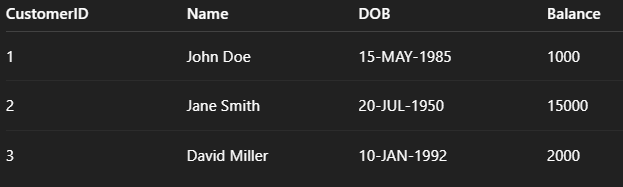 CustomerID Name DOB Balance
1 John Doe 15-MAY-1985 1000
2 Jane Smith 20-JUL-1950 15000
3 David Miller 10-JAN-1992 2000